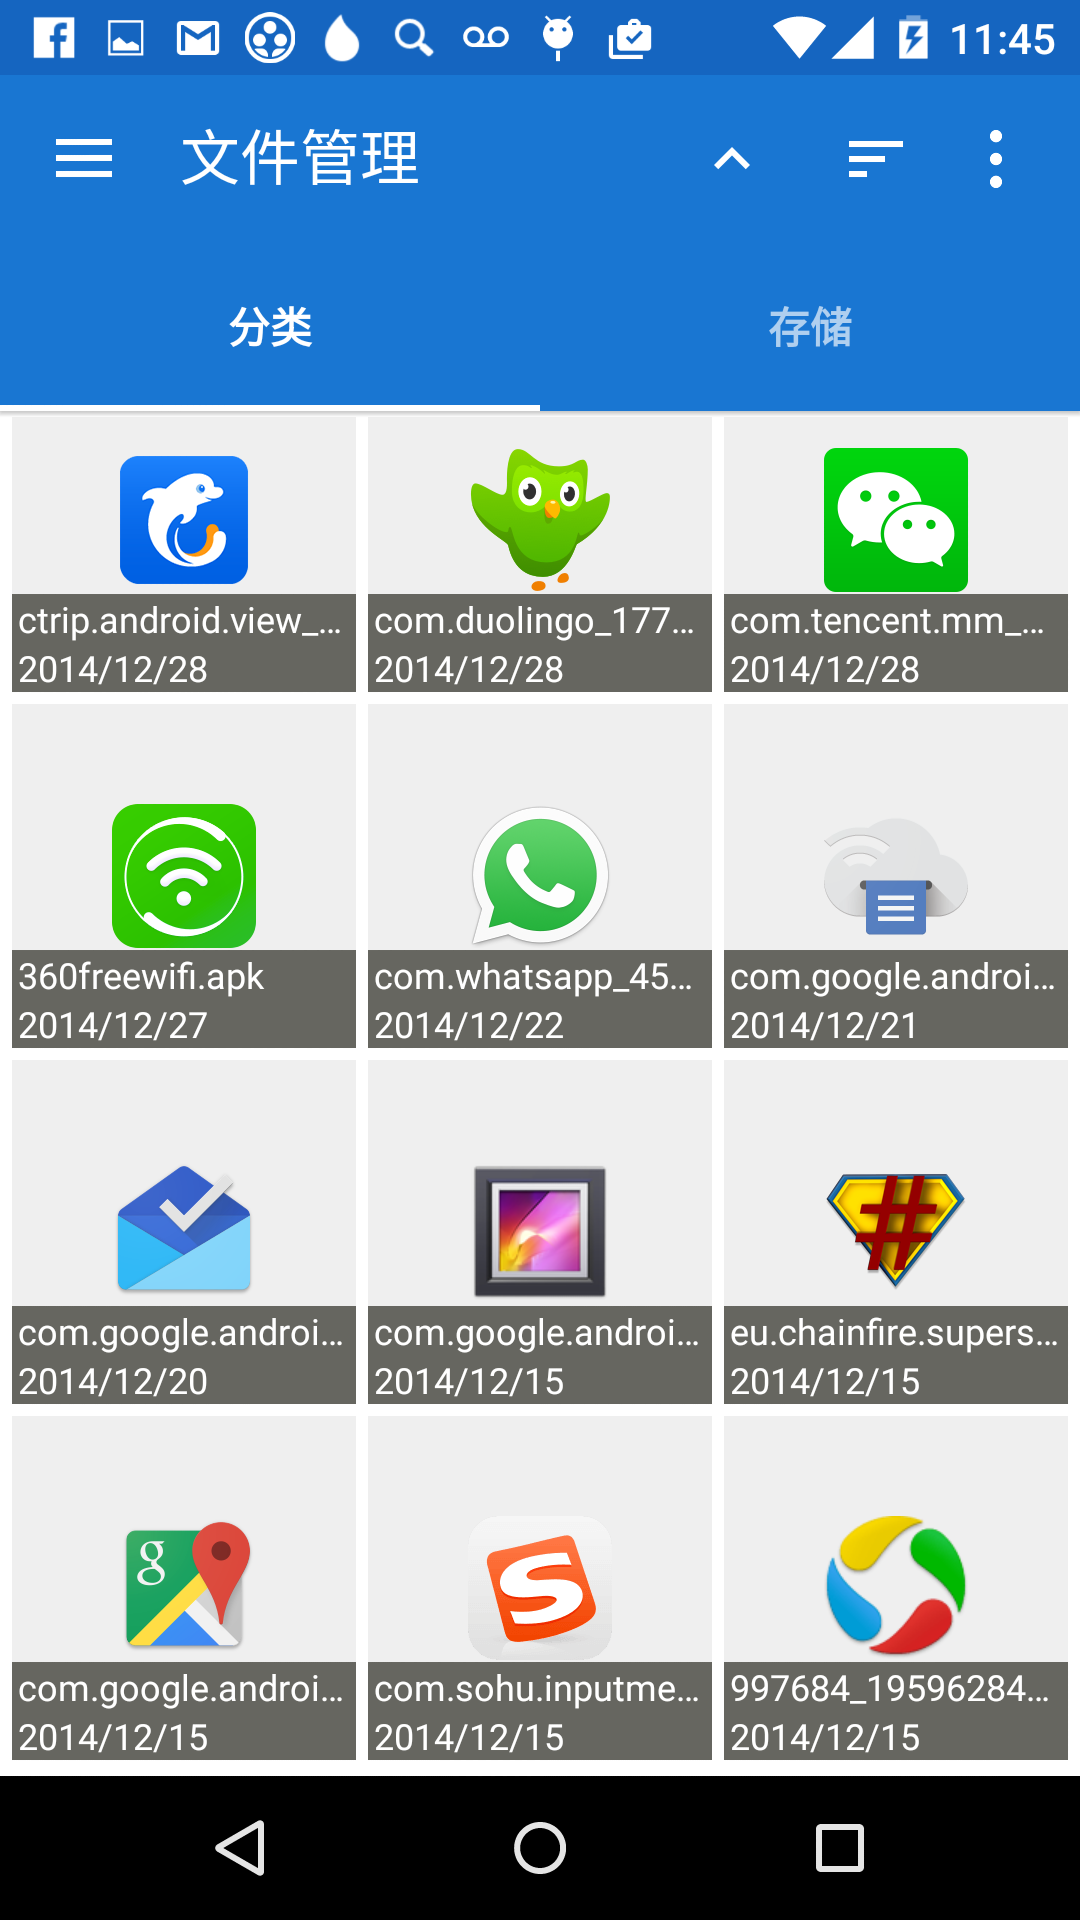 11:45
文件管理
分类
存储
ctrip.android.view_...
2014/12/28
com.duolingo_177...
2014/12/28
com.tencent.mm_...
2014/12/28
360freewifi.apk
2014/12/27
com.whatsapp_45...
2014/12/22
com.google.androi...
2014/12/21
com.google.androi...
2014/12/20
com.google.androi...
2014/12/15
eu.chainfire.supers...
2014/12/15
com.google.androi...
2014/12/15
com.sohu.inputme...
2014/12/15
997684_19596284...
2014/12/15